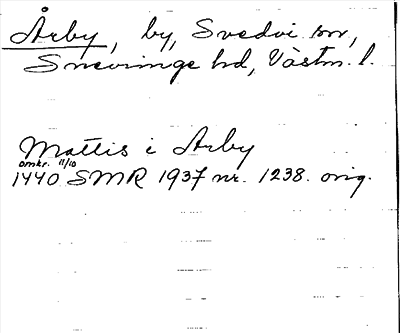 Årby, by, Svedvi sn,
Snevringe hd, Västm. l.
Mattis i Arby
omkr. 11/10
1440 SMR 1937 nr. 1238. orig.